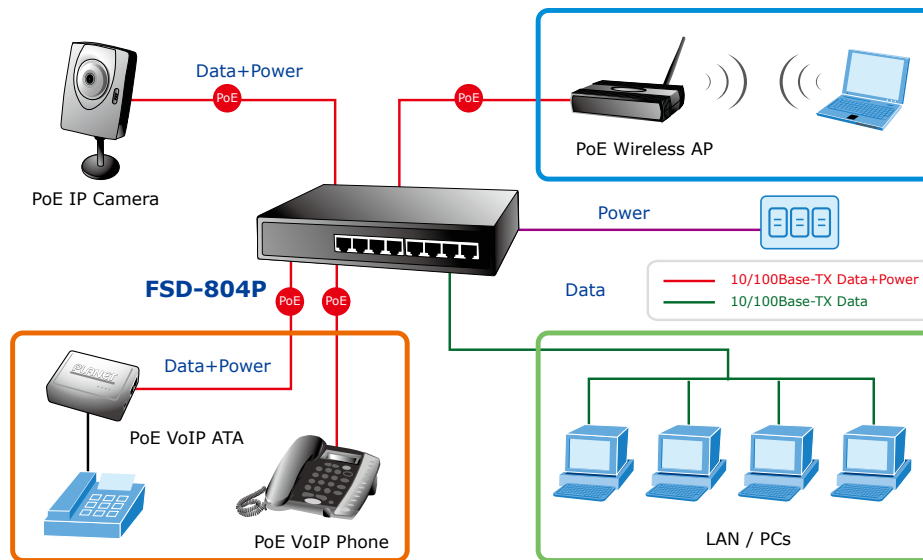 Data+Power
PoE
PoE
PoE IP Camera
PoE Wireless AP
Power
FSD-804P
PoE
PoE
Data
10/100Base-TX Data+Power
10/100Base-TX Data
PLANET
Data+Power
PoE VoIP ATA
PoE VoIP Phone
LAN / PCs